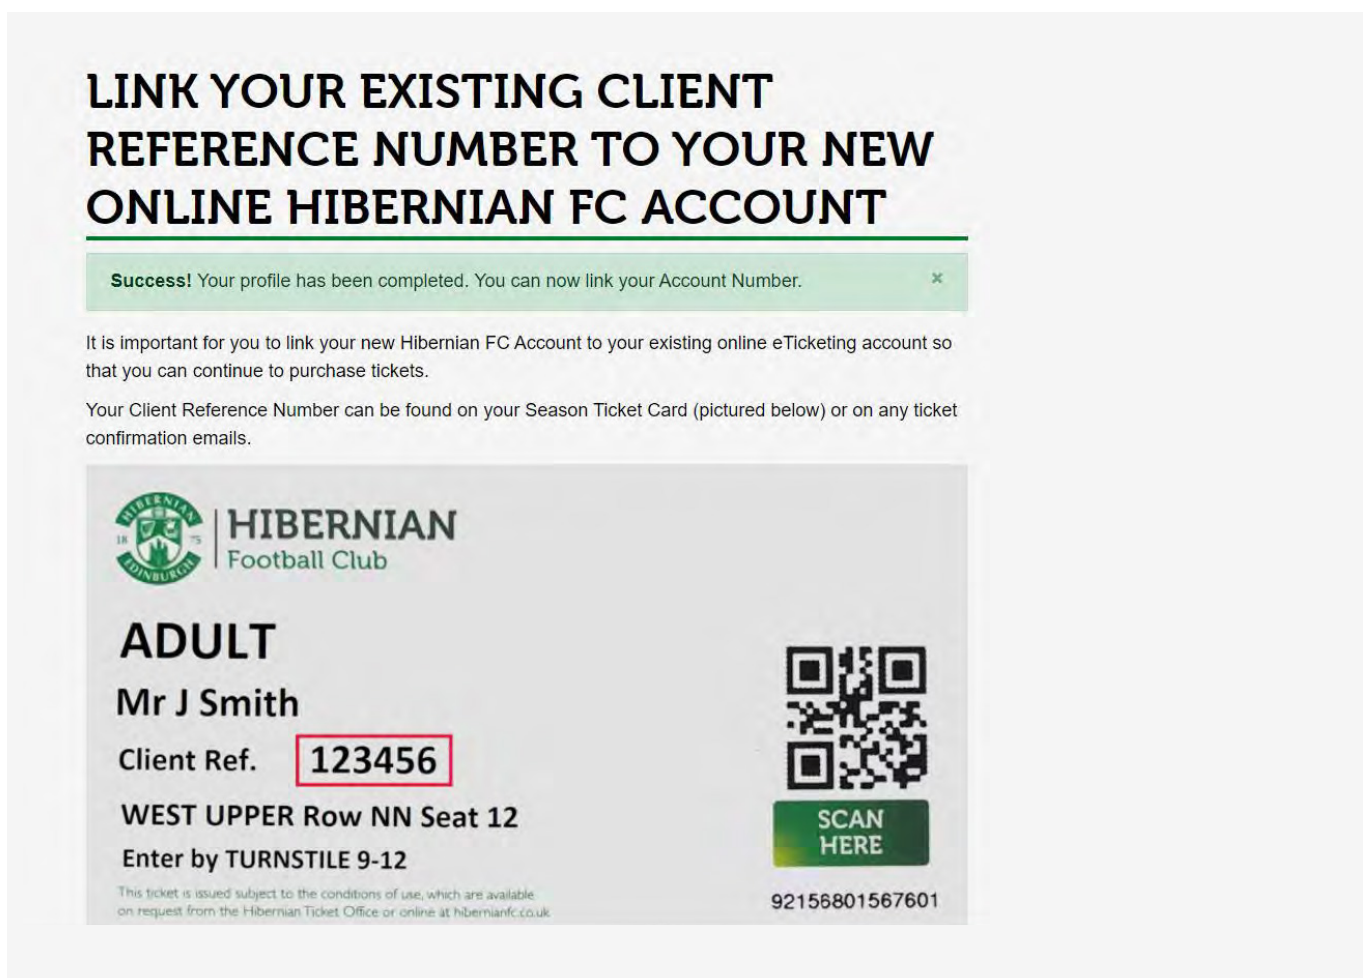 LINK YOUR EXISTING CLIENT
REFERENCE NUMBER TO YOUR NEW
ONLINE HIBERNIAN FC ACCOUNT
Success! Your profile has been completed. You can now link your Account Number. ×
It is important for you to link your new Hibernian FC Account to your existing online eTicketing account so
that you can continue to purchase tickets.
Your Client Reference Number can be found on your Season Ticket Card (pictured below) or on any ticket
confirmation emails.
HIBERNIAN
18 75
EDINBURGH
HIBERNIAN
Football Club
ADULT
Mr J Smith
Client Ref. 123456
WEST UPPER Row NN Seat 12
Enter by TURNSTILE 9-12
This ticket is issued subject to the conditions of use, which are available
on request from the Hibernian Ticket Office or online at hibernianfc.co.uk
SCAN
HERE
92156801567601